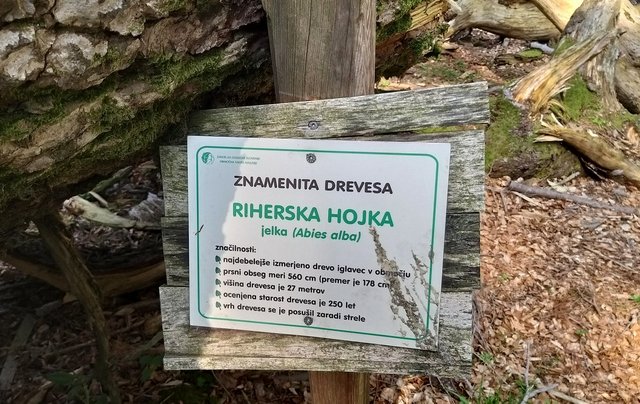 ZNAMENITA DREVESA
RIHERSKA HOJKA
jelka (Abies alba)
značilnosti:
najdebelejše izmerjeno drevo iglavec v območju
prsni obseg meri 560 cm (premer je 178 cm)
višina drevesa je 27 metrov
ocenjena starost drevesa je 250 let
vrh drevesa se je posušil zaradi strele